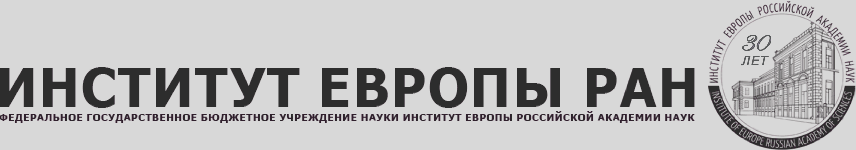 ИНСТИТУТ ЕВРОПЫ РАН
ФЕДЕРАЛЬНОЕ ГОСУДАРСТВЕННОЕ БЮДЖЕТНОЕ УЧРЕЖДЕНИЕ НАУКИ ИНСТИТУТ ЕВРОПЫ РОССИЙСКОЙ АКАДЕМИИ НАУК
ИНСТИТУТ ЕВРОПЫ РОССИЙСКОЙ АКАДЕМИИ НАУК
30
ЛЕТ
INSTITUTE OF EUROPE RUSSIAN ACADEMY OF SCIENCES